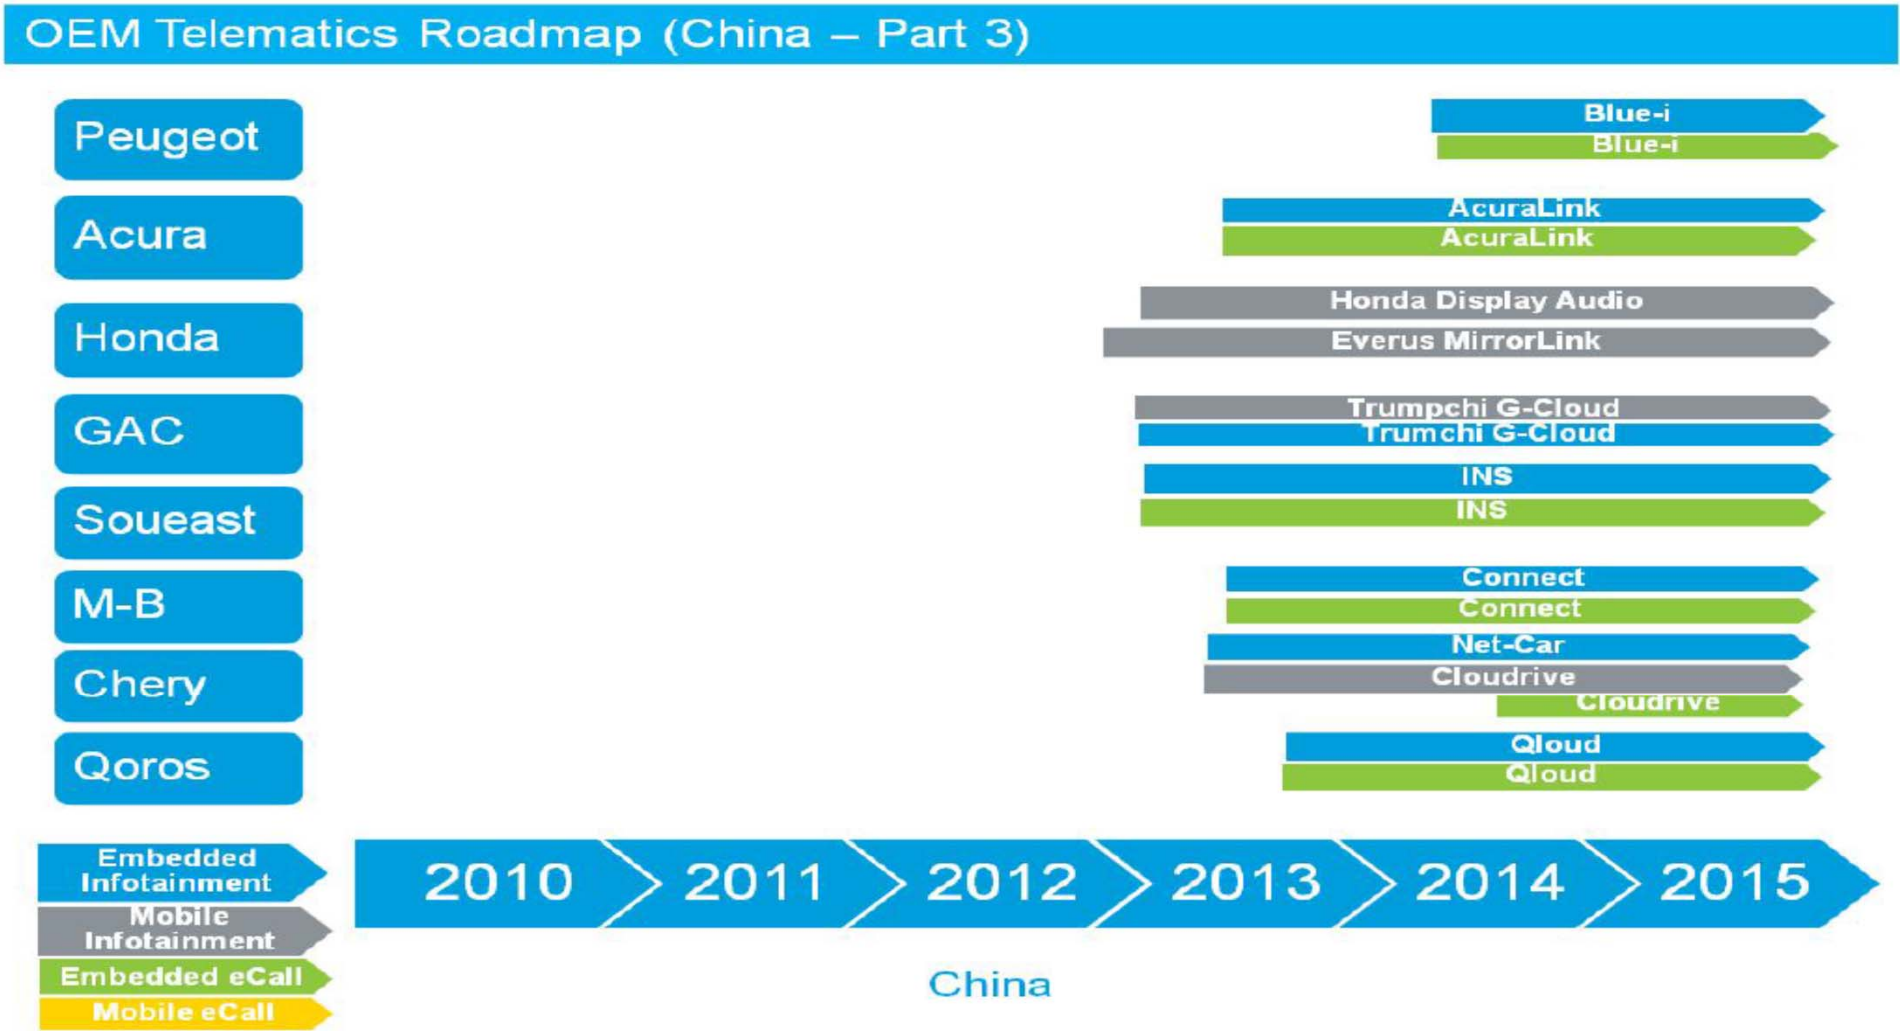 OEM Telematics Roadmap (China – Part 3)
Peugeot
Blue-i
Blue-i
Acura
AcuraLink
AcuraLink
Honda
Honda Display Audio
Everus MirrorLink
GAC
Trumpchi G-Cloud
Trumchi G-Cloud
Soueast
INS
INS
M-B
Connect
Connect
Chery
Net-Car
Cloudrive
Cloudrive
Qoros
Qloud
Qloud
Embedded
Infotainment
Mobile
Infotainment
Embedded eCall
Mobile eCall
2010 2011 2012 2013 2014 2015
China